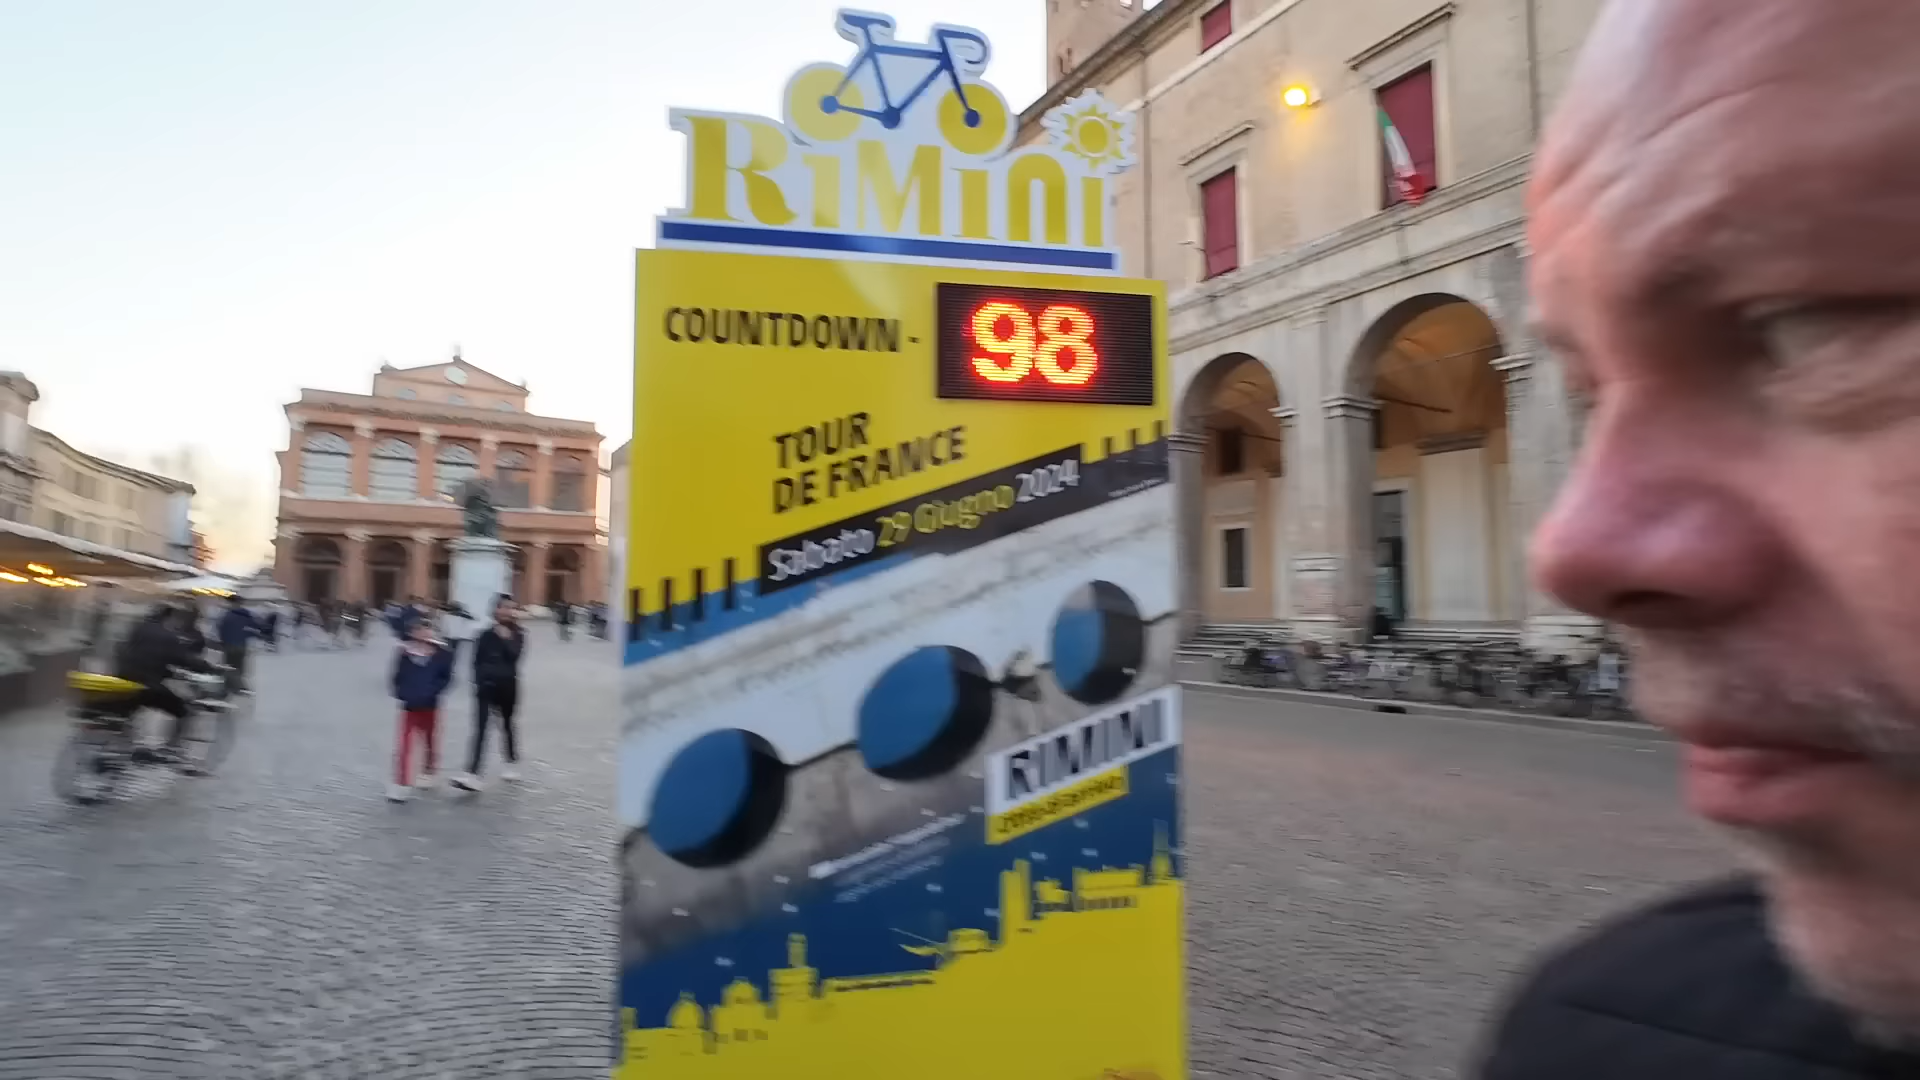 RiMini
COUNTDOWN - 98
TOUR
DE FRANCE
Sabato 29 Giugno 2024
RIMINI